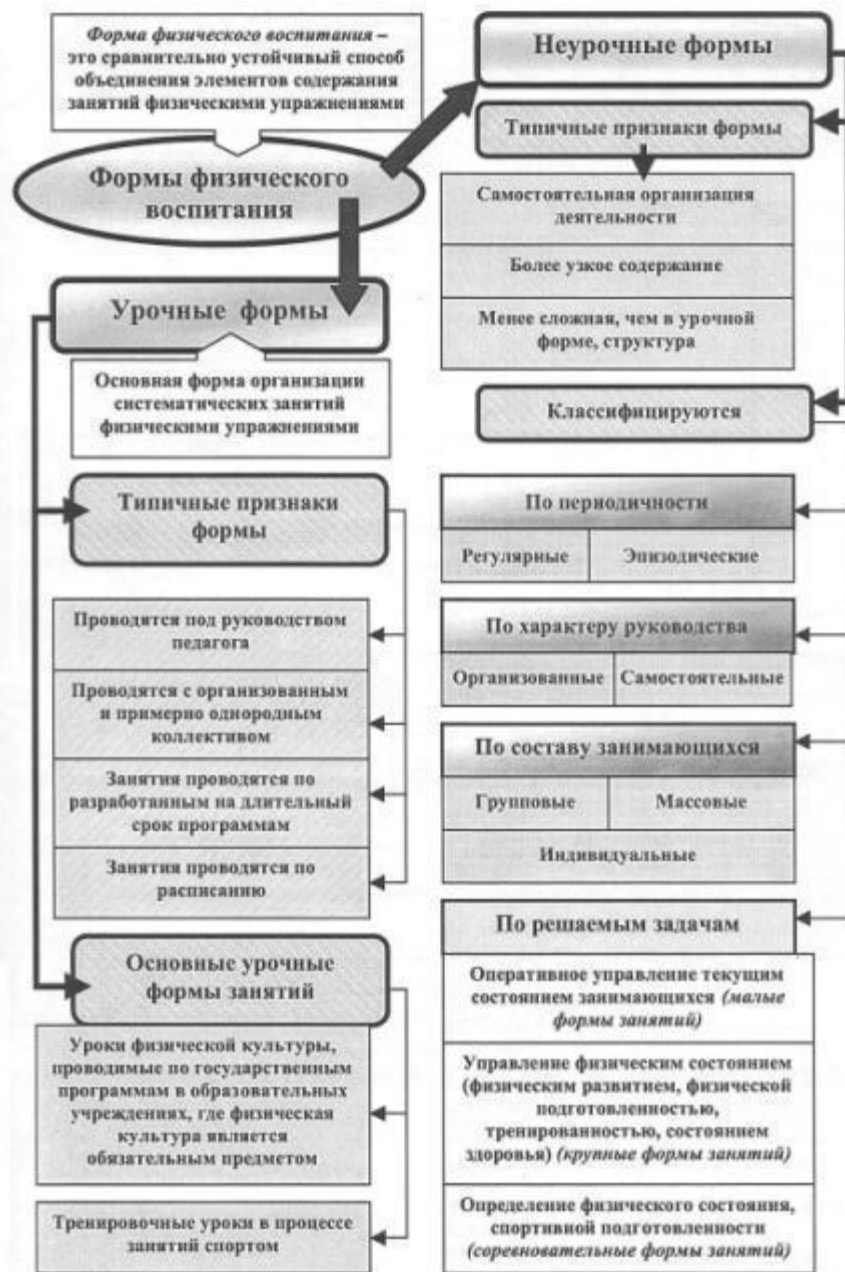 Форма физического воспитания –
это сравнительно устойчивый способ
объединения элементов содержания
занятий физическими упражнениями
Формы физического
воспитания
Урочные формы
Основная форма организации
систематических занятий
физическими упражнениями
Типичные признаки
формы
Проводятся под руководством
педагога
Проводятся с организованным
и примерно однородным
коллективом
Занятия проводятся по
разработанным на длительный
срок программам
Занятия проводятся по
расписанию
Основные урочные
формы занятий
Уроки физической культуры,
проводимые по государственным
программам в образовательных
учреждениях, где физическая
культура является
обязательным предметом
Тренировочные уроки в процессе
занятий спортом
Неурочные формы
Типичные признаки формы
Самостоятельная организация
деятельности
Более узкое содержание
Менее сложная, чем в урочной
форме, структура
Классифицируются
По периодичности
Регулярные
Эпизодические
По характеру руководства
Организованные
Самостоятельные
По составу занимающихся
Групповые
Массовые
Индивидуальные
По решаемым задачам
Оперативное управление текущим
состоянием занимающихся (малые
формы занятий)
Управление физическим состоянием
(физическим развитием, физической
подготовленностью,
тренированностью, состоянием
здоровья) (крупные формы занятий)
Определение физического состояния,
спортивной подготовленности
(соревновательные формы занятий)